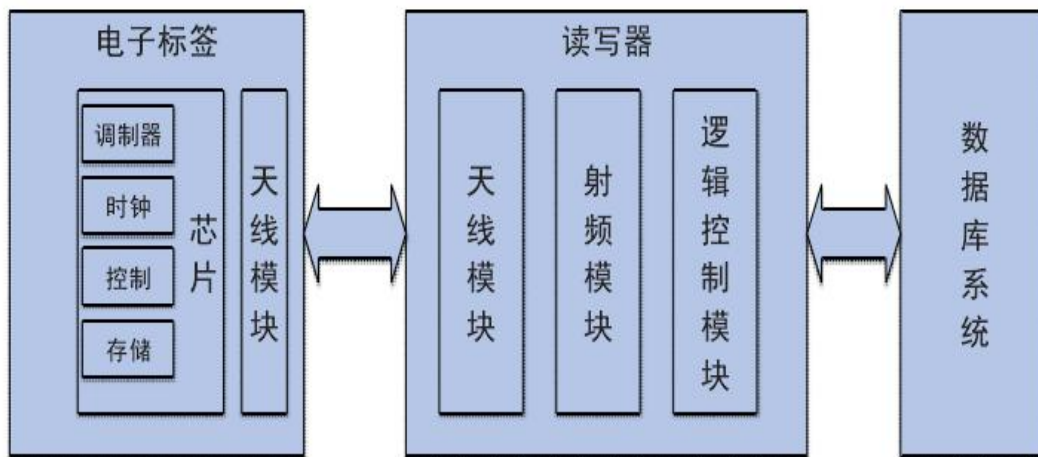 电子标签
调制器
时钟
控制
存储
芯片
天线模块
读写器
天线模块
射频模块
逻辑控制模块
数据库系统